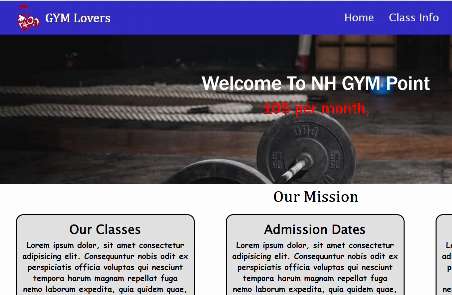 GYM Lovers
Home Class Info
Welcome To NH GYM Point
10$ per month,
Our Mission
Our Classes
Lorem ipsum dolor, sit amet consectetur
adipisicing elit. Consequuntur nobis odit ex
perspiciatis officia voluptas qui nesciunt
tempora harum magnam repellat fuga
nemo laborum expedita, quia quidem quae,
Admission Dates
Lorem ipsum dolor, sit amet consectetur
adipisicing elit. Consequuntur nobis odit ex
perspiciatis officia voluptas qui nesciunt
tempora harum magnam repellat fuga
nemo laborum expedita, quia quidem quae,